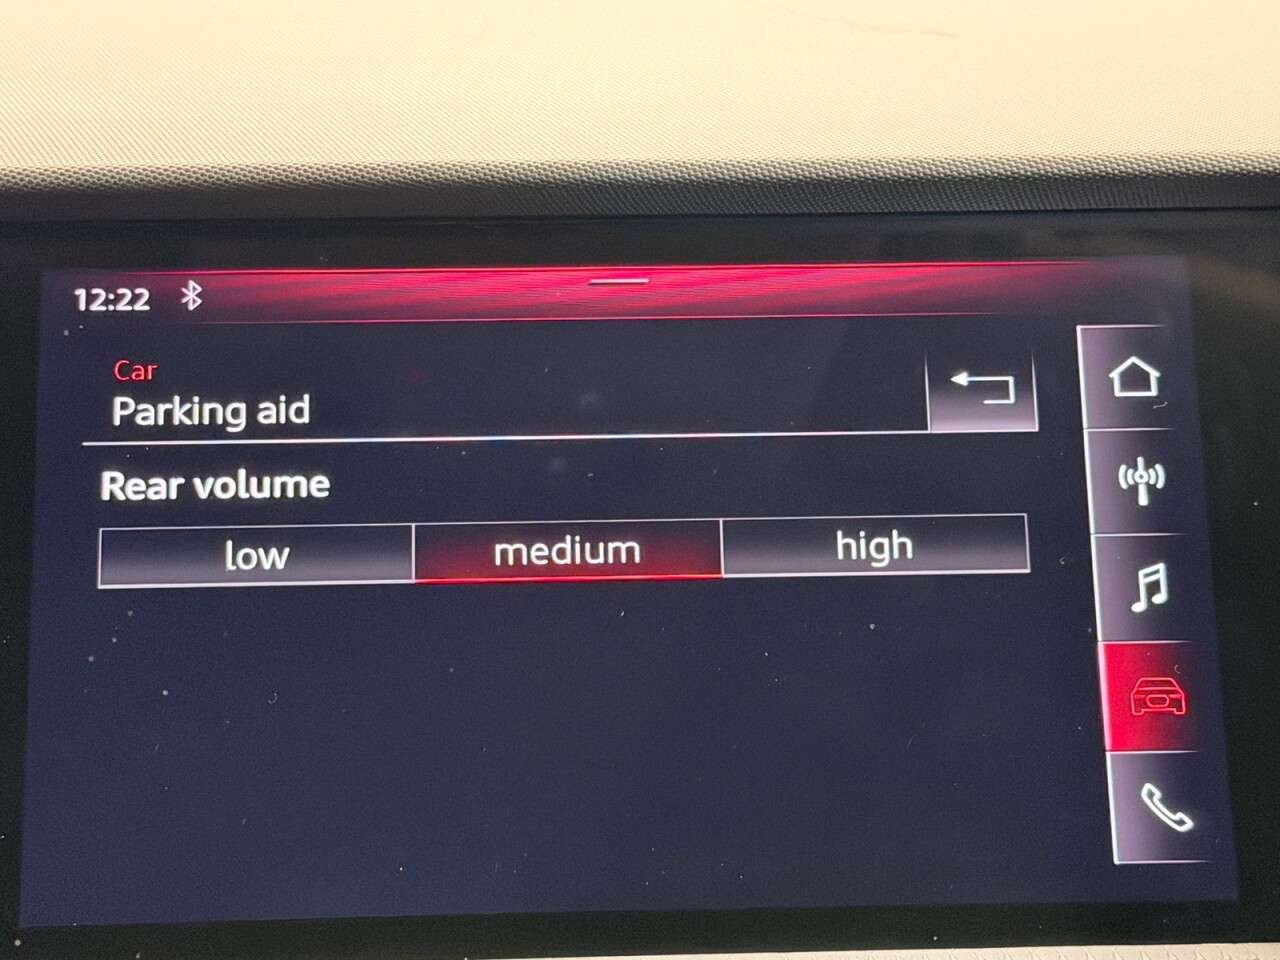 12:22
Car
Parking aid
Rear volume
low medium high